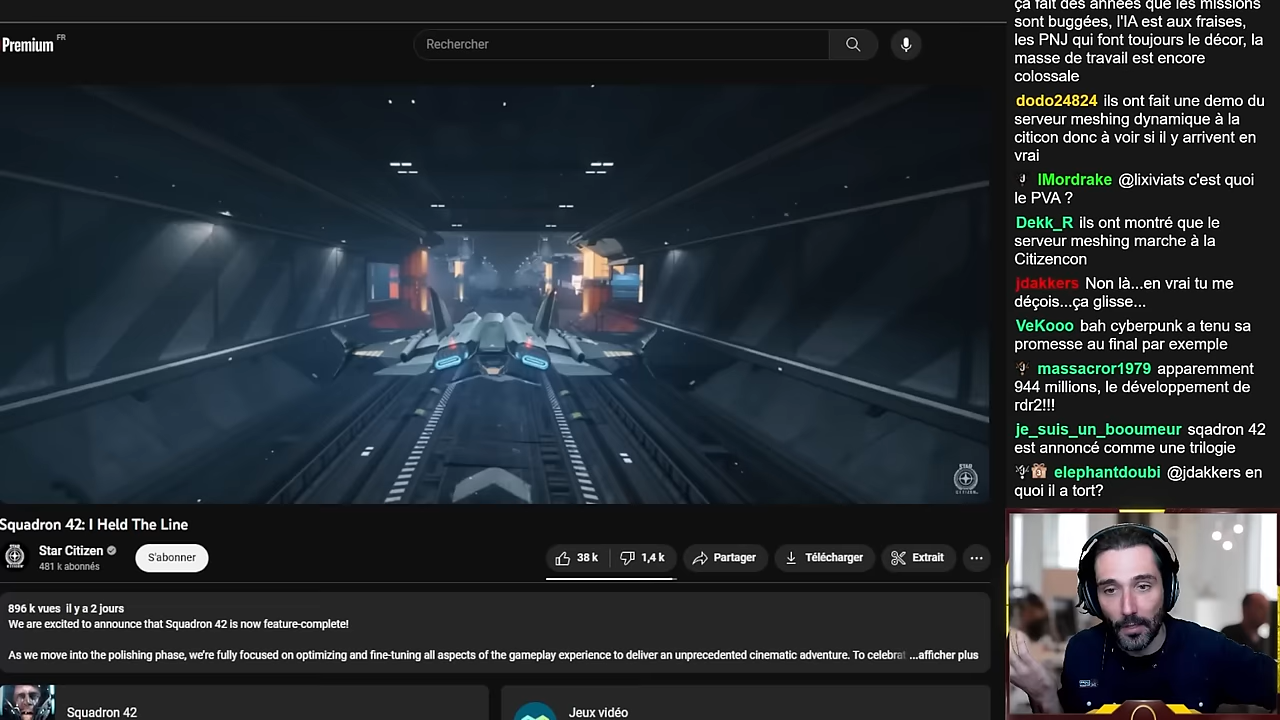 Premium FR
Rechercher
STAR
CITIZEN
Squadron 42: I Held The Line
Star Citizen
481 k abonnés
S'abonner
38 k
1,4 k
Partager
Télécharger
Extrait
896 k vues il y a 2 jours
We are excited to announce that Squadron 42 is now feature-complete!
As we move into the polishing phase, we're fully focused on optimizing and fine-tuning all aspects of the gameplay experience to deliver an unprecedented cinematic adventure. To celebrat ...afficher plus
Squadron 42
Jeux vidéo
ça fait des années que les missions
sont buggées, l'IA est aux fraises,
les PNJ qui font toujours le décor, la
masse de travail est encore
colossale
dodo24824 ils ont fait une demo du
serveur meshing dynamique à la
citicon donc à voir si il y arrivent en
vrai
lMordrake @lixiviats c'est quoi
le PVA ?
Dekk_R ils ont montré que le
serveur meshing marche à la
Citizencon
jdakkers Non là...en vrai tu me
déçois...ça glisse...
VeKooo bah cyberpunk a tenu sa
promesse au final par exemple
massacror1979 apparemment
944 millions, le développement de
rdr2!!!
je_suis_un_booumeur sqadron 42
est annoncé comme une trilogie
elephantdoubi @jdakkers en
quoi il a tort?